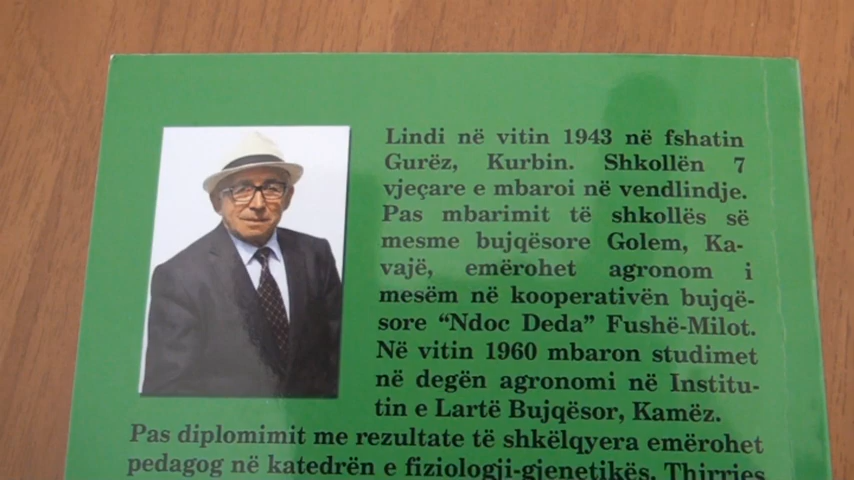 Lindi në vitin 1943 në fshatin
Gurëz, Kurbin. Shkollën 7
vjeçare e mbaroi në vendlindje.
Pas mbarimit të shkollës së
mesme bujqësore Golem, Ka-
vajë, emërohet agronom i
mesëm në kooperativën bujqë-
sore “Ndoc Deda” Fushë-Milot.
Në vitin 1960 mbaron studimet
në degën agronomi në Institu-
tin e Lartë Bujqësor, Kamëz.
Pas diplomimit me rezultate të shkëlqyera emërohet
pedagog në katedrën e fiziologji-gjenetikës. Thirries